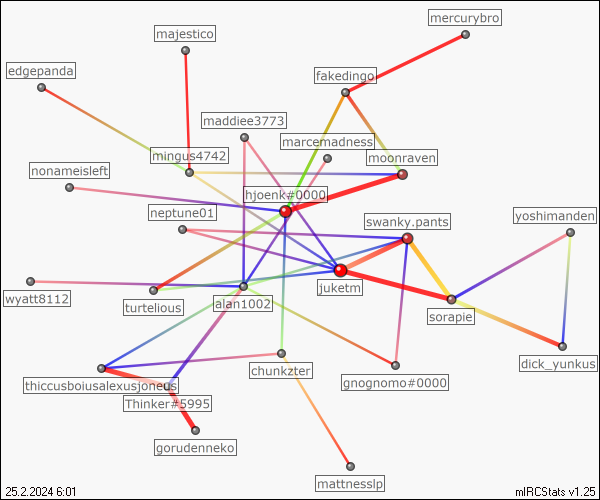 mercurybro
majestico
edgepanda
fakedingo
maddiee3773
marcemadness
mingus4742
moonraven
nonameisleft
hjoenk#0000
neptune01
swanky.pants
yoshimanden
juketm
wyatt8112
turtelious
alan1002
sorapie
chunkzter
dick_yunkus
gnognomo#0000
thiccusboiusalexusjoneus
Thinker#5995
gorudenneko
mattnesslp
25.2.2024 6:01
mIRCStats v1.25